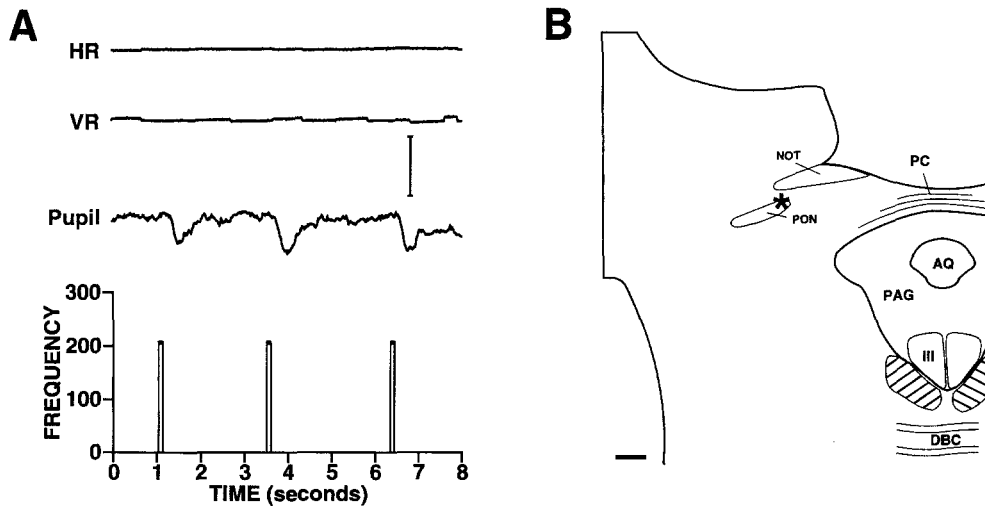 A
HR
VR
Pupil
300
200
100
0
FREQUENCY
0 1 2 3 4 5 6 7 8
TIME (seconds)
B
NOT
PC
*
PON
AQ
PAG
III
DBC